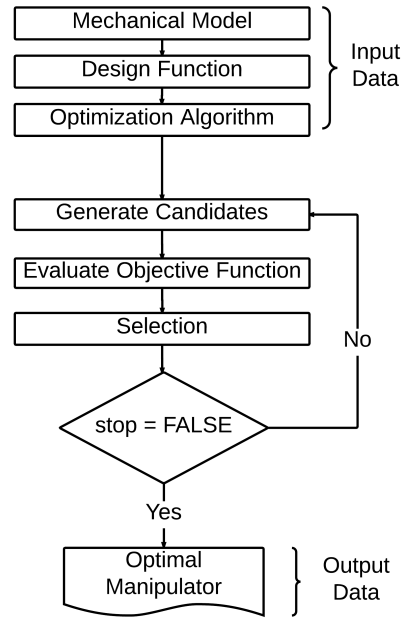 Mechanical Model
Design Function
Optimization Algorithm
Input
Data
Generate Candidates
Evaluate Objective Function
Selection
No
stop = FALSE
Yes
Optimal
Manipulator
Output
Data